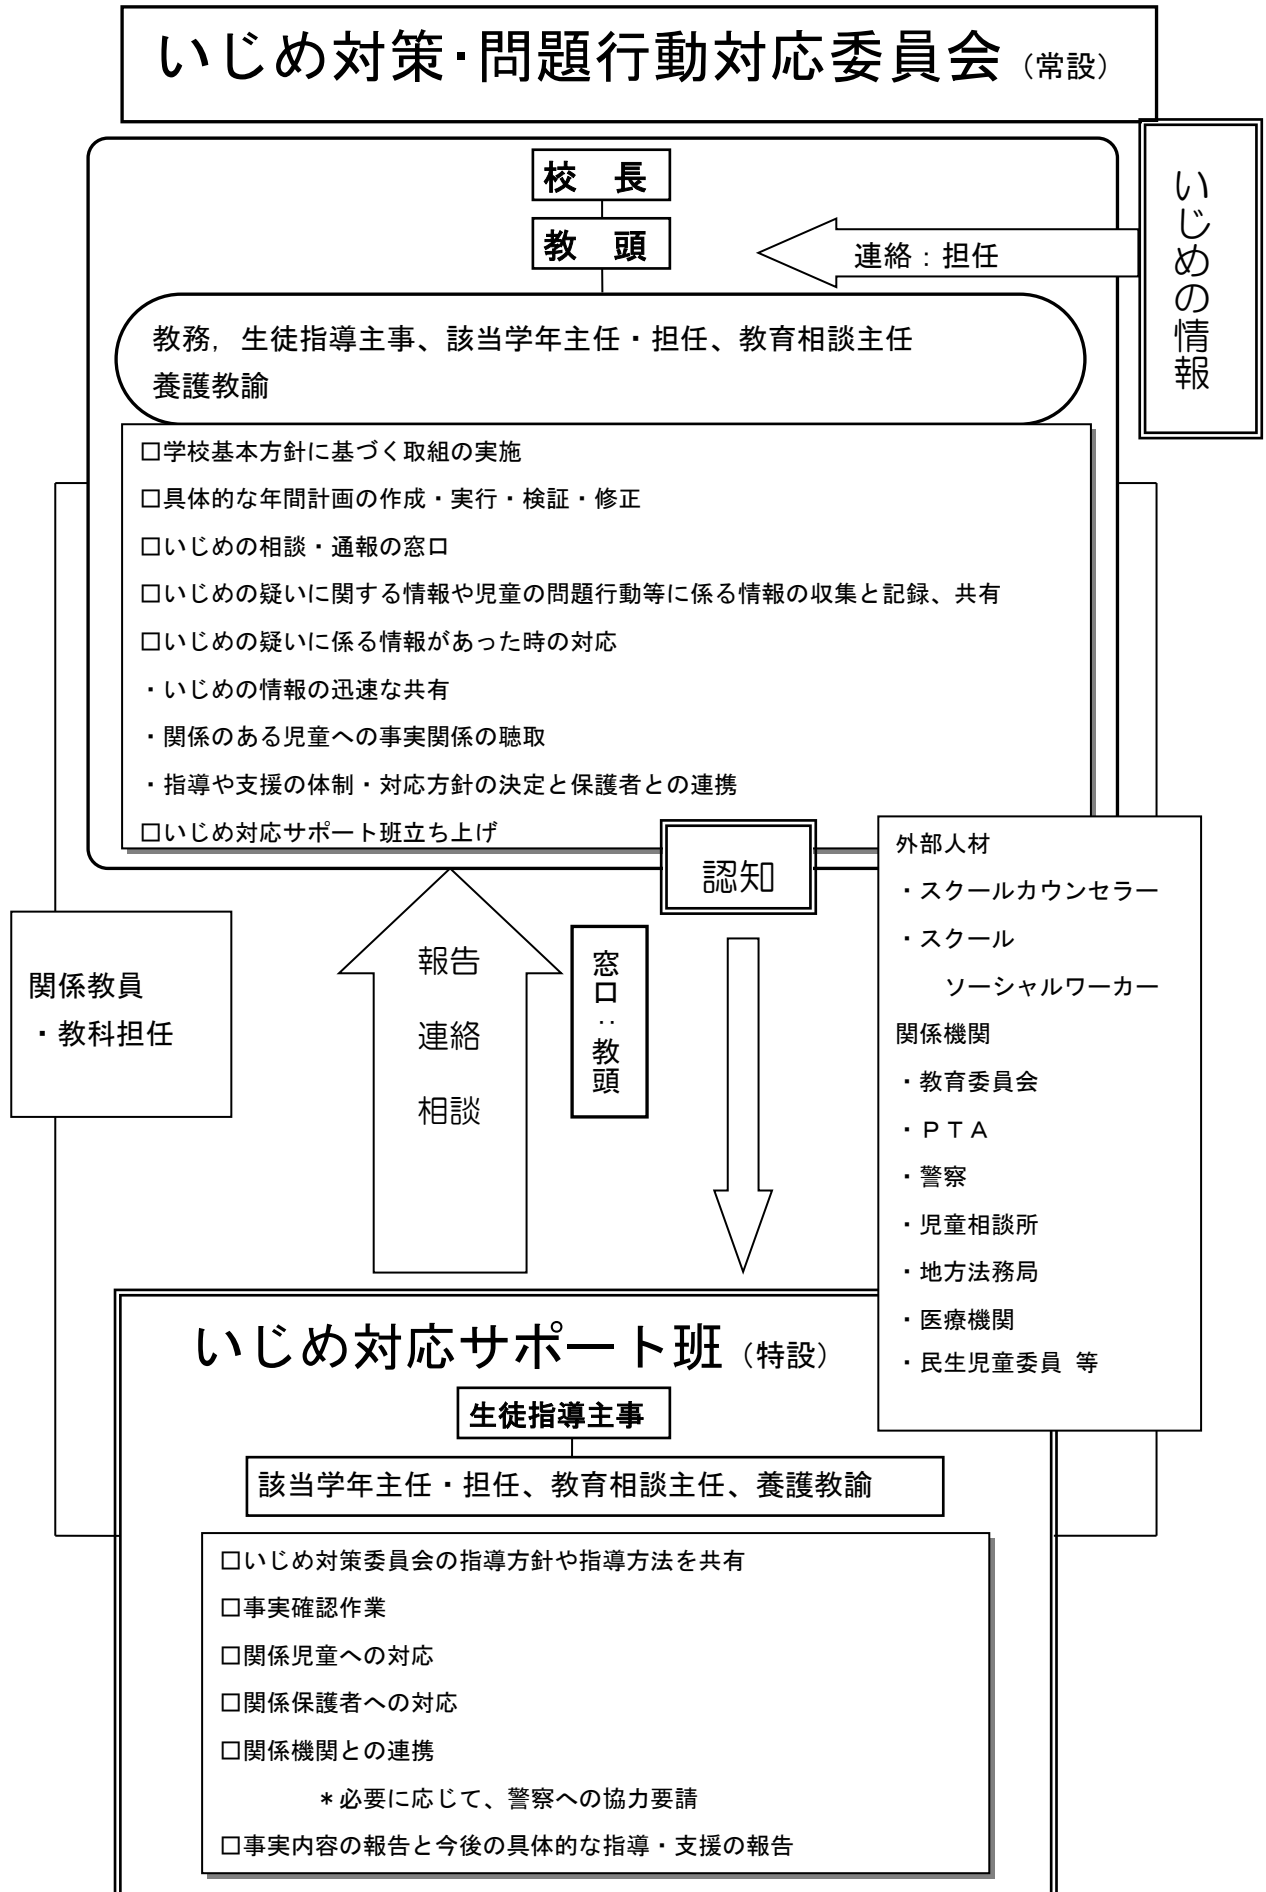 いじめ対策・問題行動対応委員会（常設）
校　長
教　頭
連絡：担任
いじめの情報
教務，生徒指導主事、該当学年主任・担任、教育相談主任
養護教諭
□学校基本方針に基づく取組の実施
□具体的な年間計画の作成・実行・検証・修正
□いじめの相談・通報の窓口
□いじめの疑いに関する情報や児童の問題行動等に係る情報の収集と記録、共有
□いじめの疑いに係る情報があった時の対応
・いじめの情報の迅速な共有
・関係のある児童への事実関係の聴取
・指導や支援の体制・対応方針の決定と保護者との連携
□いじめ対応サポート班立ち上げ
認知
外部人材
・スクールカウンセラー
・スクール
ソーシャルワーカー
関係機関
・教育委員会
・ＰＴＡ
・警察
・児童相談所
・地方法務局
・医療機関
・民生児童委員 等
関係教員
・教科担任
報告
連絡
相談
窓口：教頭
いじめ対応サポート班（特設）
生徒指導主事
該当学年主任・担任、教育相談主任、養護教諭
□いじめ対策委員会の指導方針や指導方法を共有
□事実確認作業
□関係児童への対応
□関係保護者への対応
□関係機関との連携
＊必要に応じて、警察への協力要請
□事実内容の報告と今後の具体的な指導・支援の報告